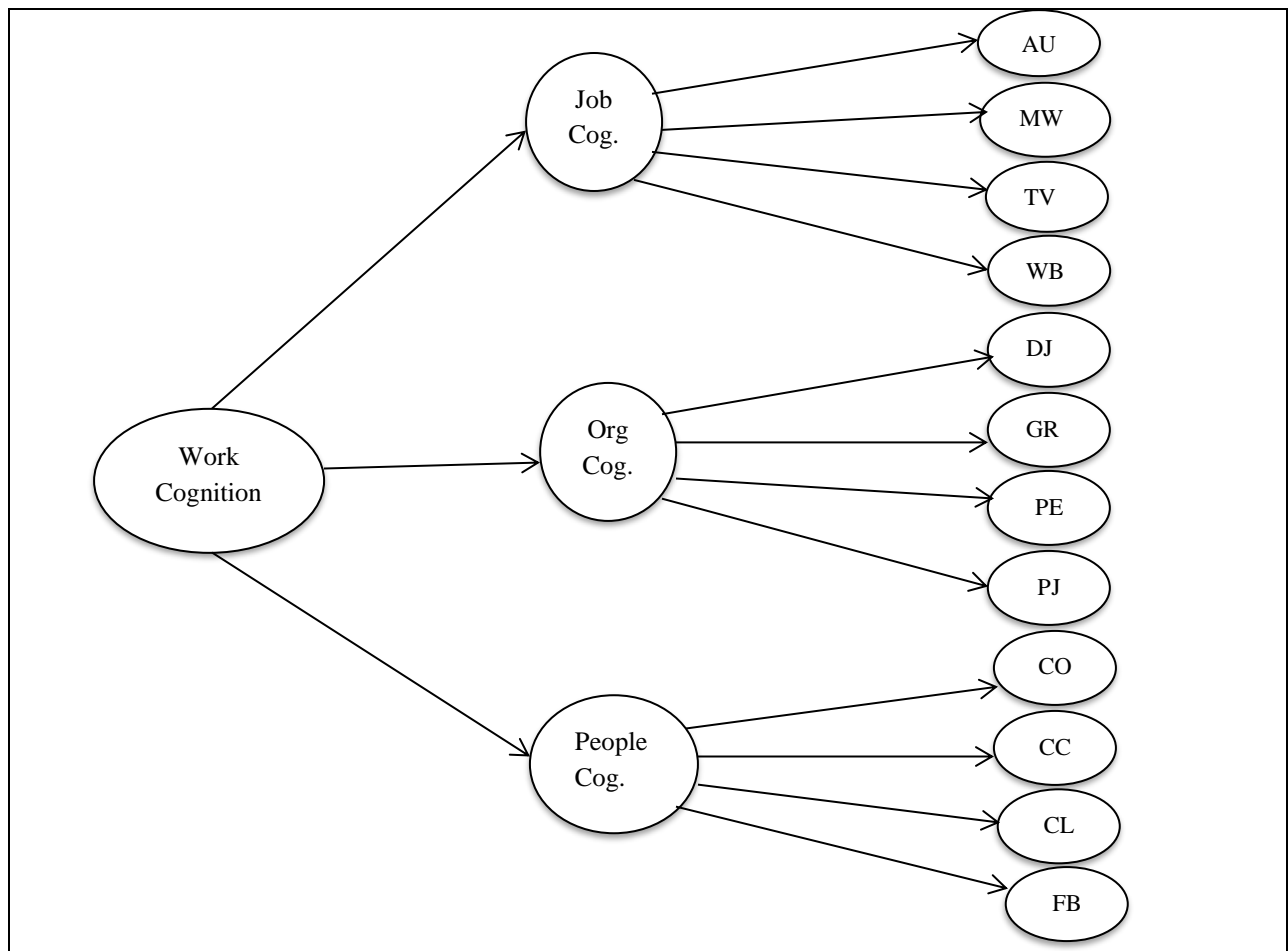 AU
Job
Cog.
MW
TV
WB
DJ
Org
Cog.
GR
Work
Cognition
PE
PJ
CO
People
Cog.
CC
CL
FB